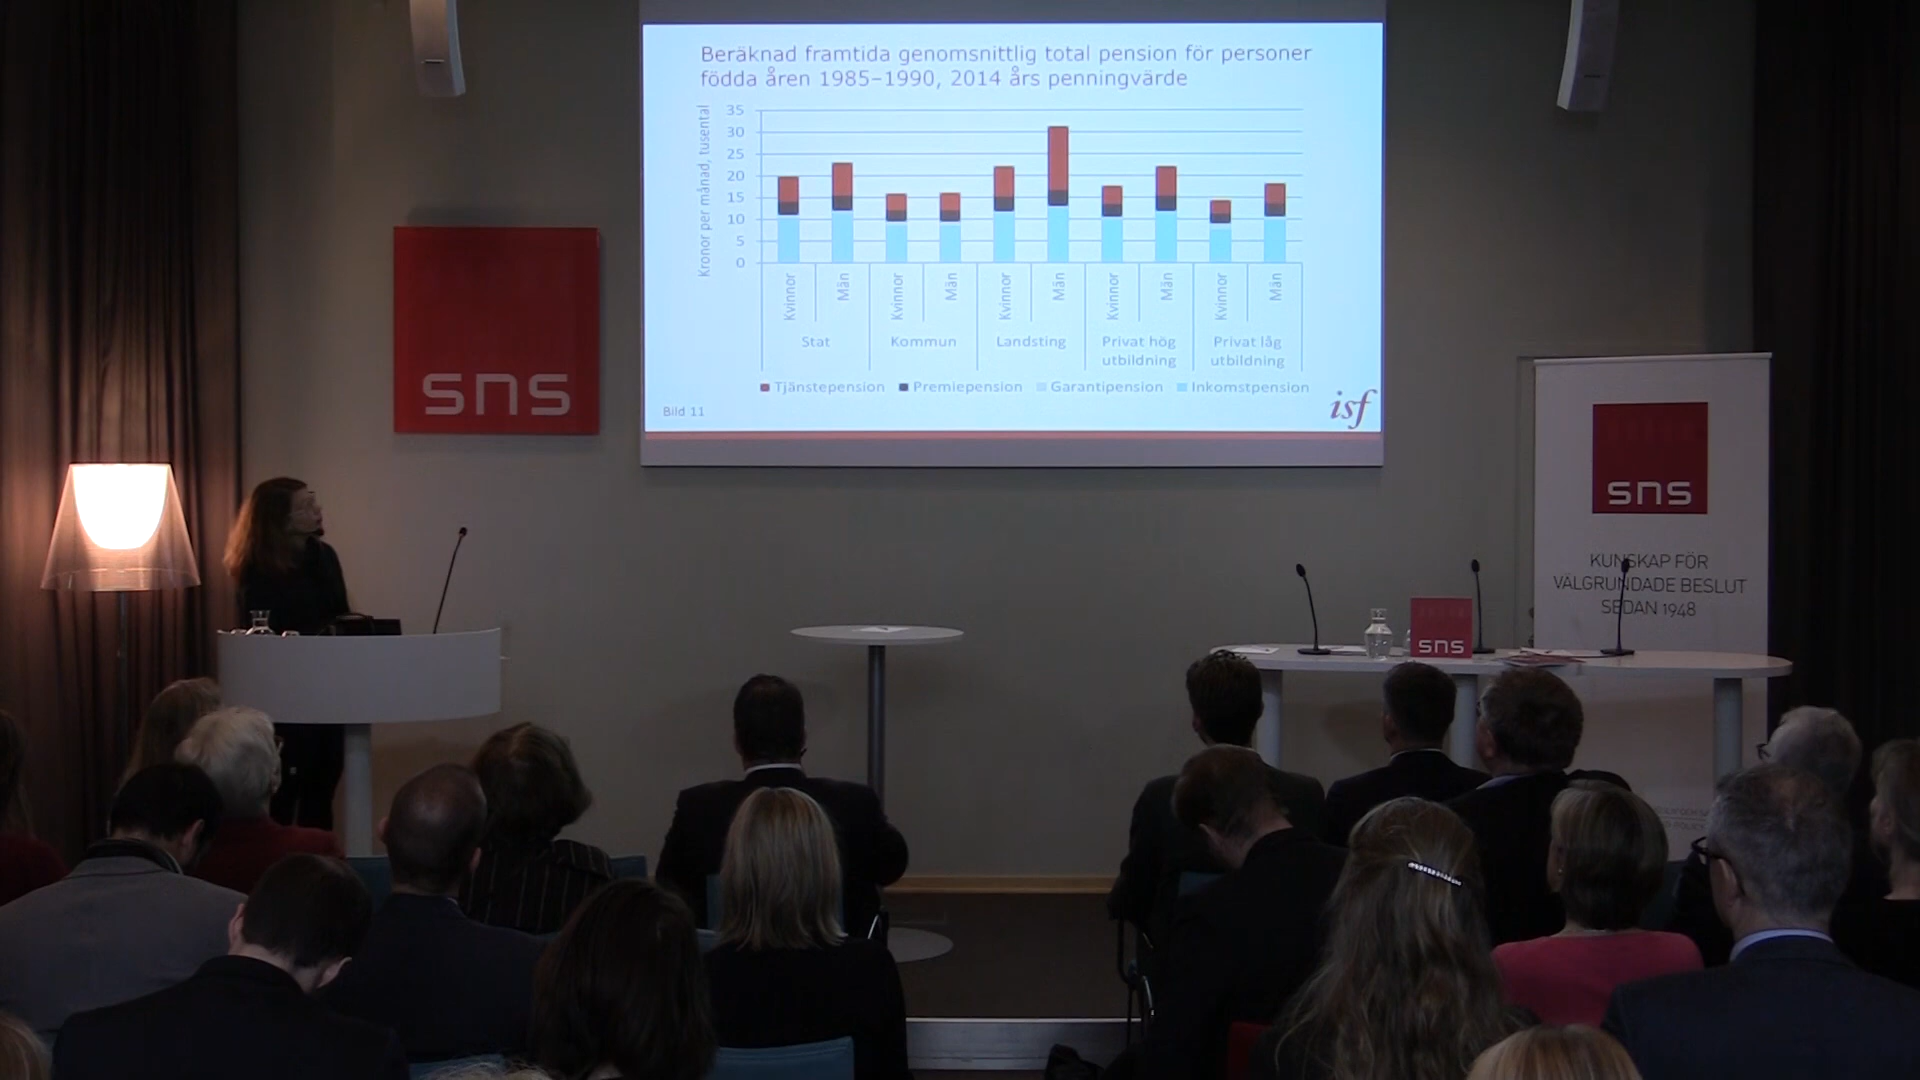 Beräknad framtida genomsnittlig total pension för personer
födda åren 1985–1990, 2014 års penningvärde
Kronor per månad, tusental
35
30
25
20
15
10
5
0
Kvinnor
Män
Kvinnor
Män
Kvinnor
Män
Kvinnor
Män
Kvinnor
Män
Stat
Kommun
Landsting
Privat hög
utbildning
Privat låg
utbildning
Tjänstepension Premiepension Garantipension Inkomstpension
Bild 11
isf
sns
sns
KUNSKAP FÖR
VÄLGRUNDADE BESLUT
SEDAN 1948
sns